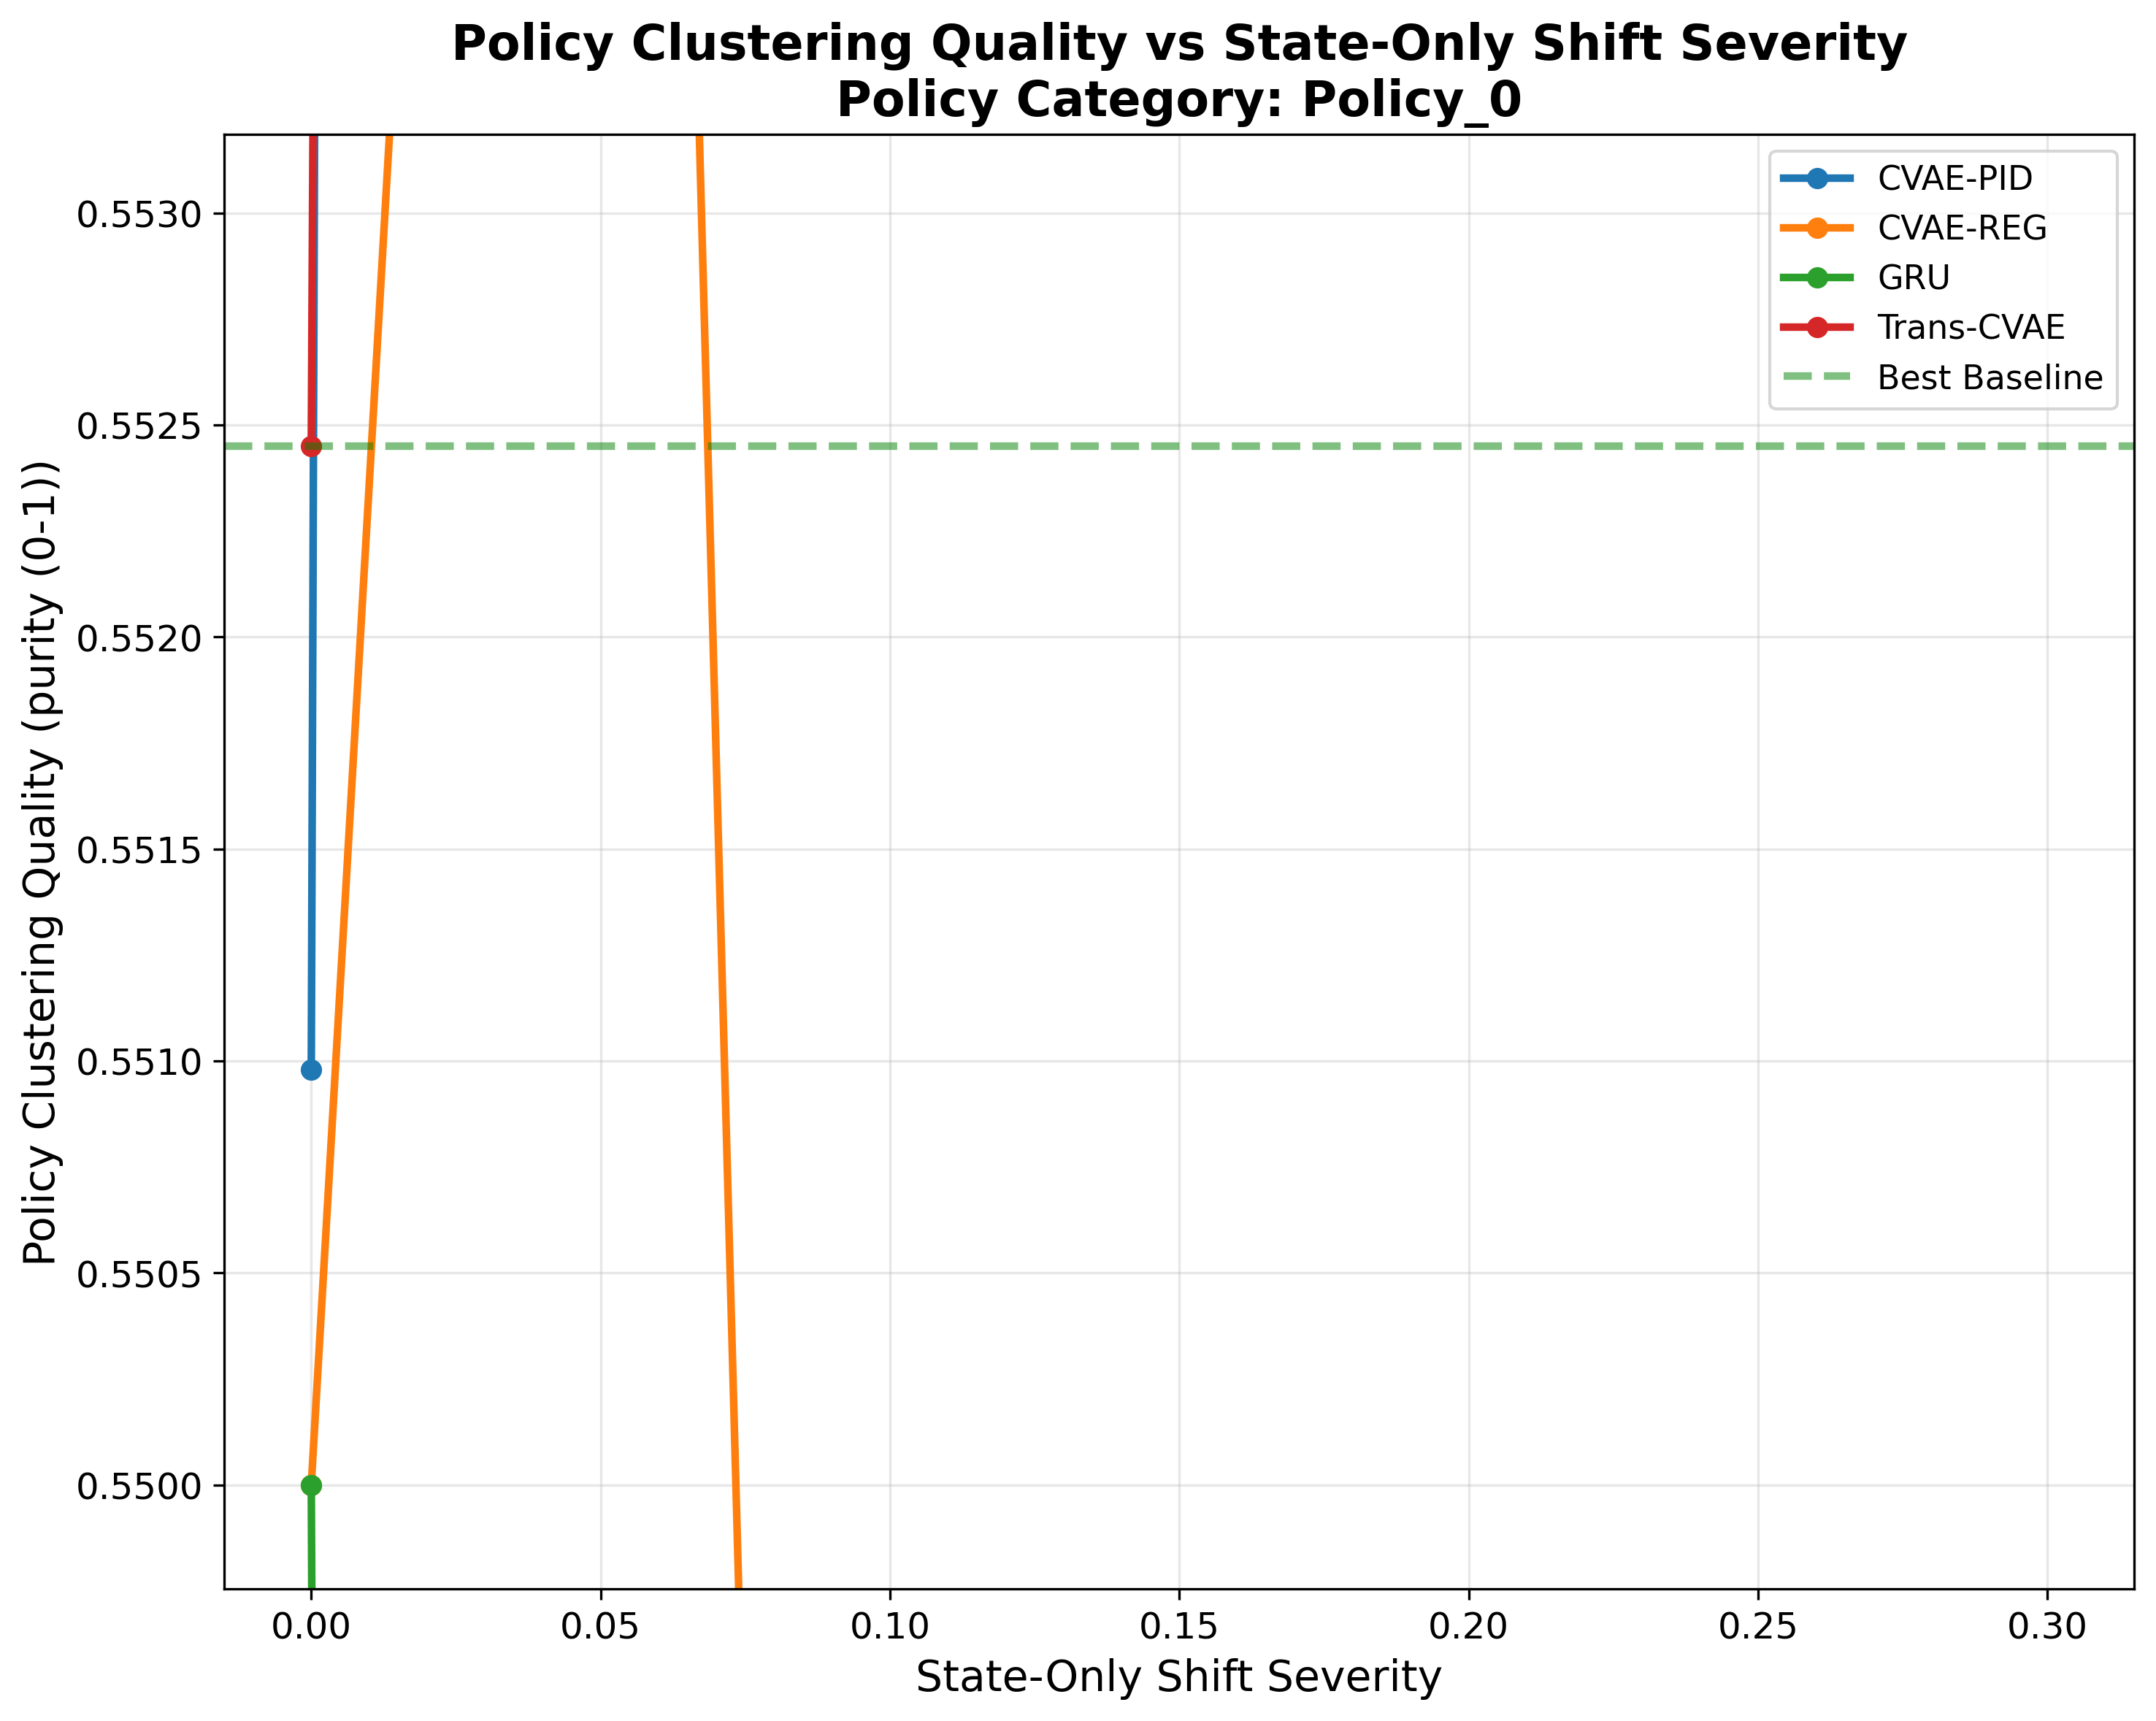 Policy Clustering Quality vs State-Only Shift Severity
Policy Category: Policy_0
Policy Clustering Quality (purity (0-1))
0.5530
0.5525
0.5520
0.5515
0.5510
0.5505
0.5500
CVAE-PID
CVAE-REG
GRU
Trans-CVAE
Best Baseline
0.00 0.05 0.10 0.15 0.20 0.25 0.30
State-Only Shift Severity